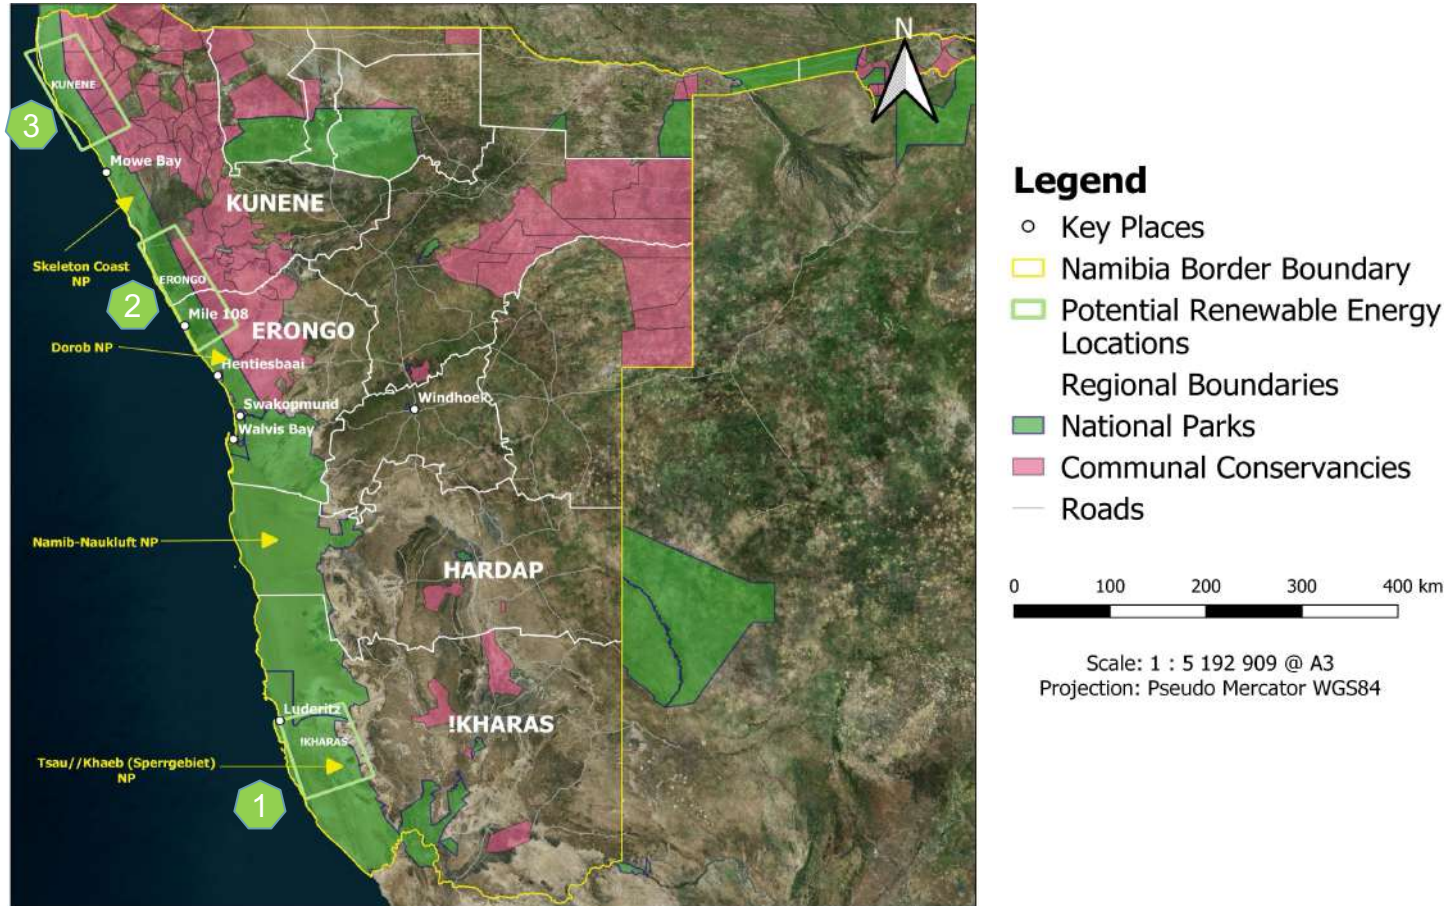 N
KUNENE
3
Mowe Bay
KUNENE
Skeleton Coast
NP
ERONGO
2
Mile 108
ERONGO
Dorob NP
Hentiesbaai
Windhoek
Swakopmund
Walvis Bay
Namib-Naukluft NP
HARDAP
Luderitz
!KHARAS
!KHARAS
Tsau//Khaeb (Sperrgebiet)
NP
1
Legend
Key Places
Namibia Border Boundary
Potential Renewable Energy
Locations
Regional Boundaries
National Parks
Communal Conservancies
Roads
0 100 200 300 400 km
Scale: 1 : 5 192 909 @ A3
Projection: Pseudo Mercator WGS84